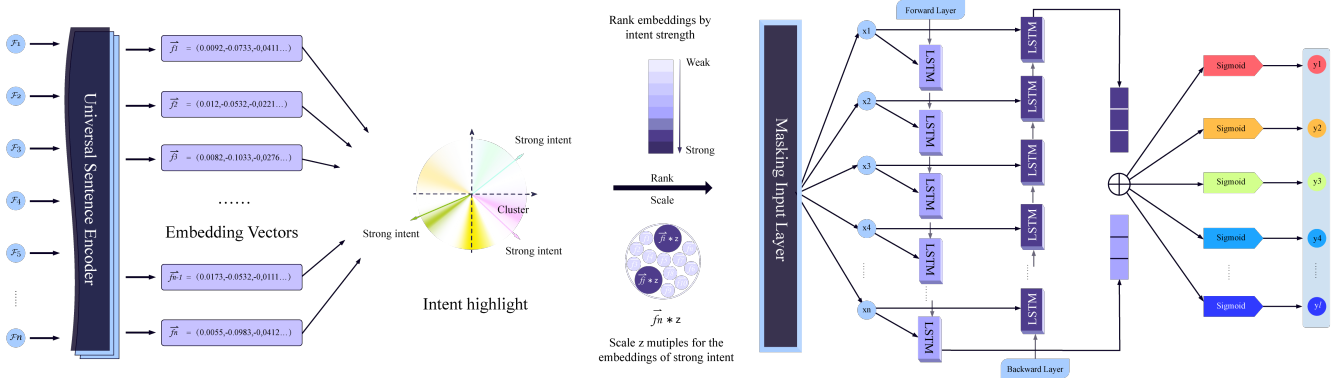 F1
F2
F3
F4
F5
......
Fn
Universal Sentence Encoder
f1 = (0.0092,-0.0733,-0,0411...)
f2 = (0.012,-0.0532,-0,0221...)
f3 = (0.0082,-0.1033,-0,0276...)
......
Embedding Vectors
fn-1 = (0.0173,-0.0532,-0,0111...)
fn = (0.0055,-0.0983,-0,0412...)
Strong intent
Cluster
Strong intent
Strong intent
Intent highlight
Rank embeddings by
intent strength
Weak
Strong
Rank
Scale
fi * z
fj * z
fn * z
Scale z mutiples for the
embeddings of strong intent
Masking Input Layer
x1
x2
x3
x4
......
xn
Forward Layer
LSTM
LSTM
LSTM
LSTM
LSTM
LSTM
LSTM
LSTM
LSTM
LSTM
Backward Layer
Sigmoid
y1
Sigmoid
y2
Sigmoid
y3
Sigmoid
y4
Sigmoid
yl